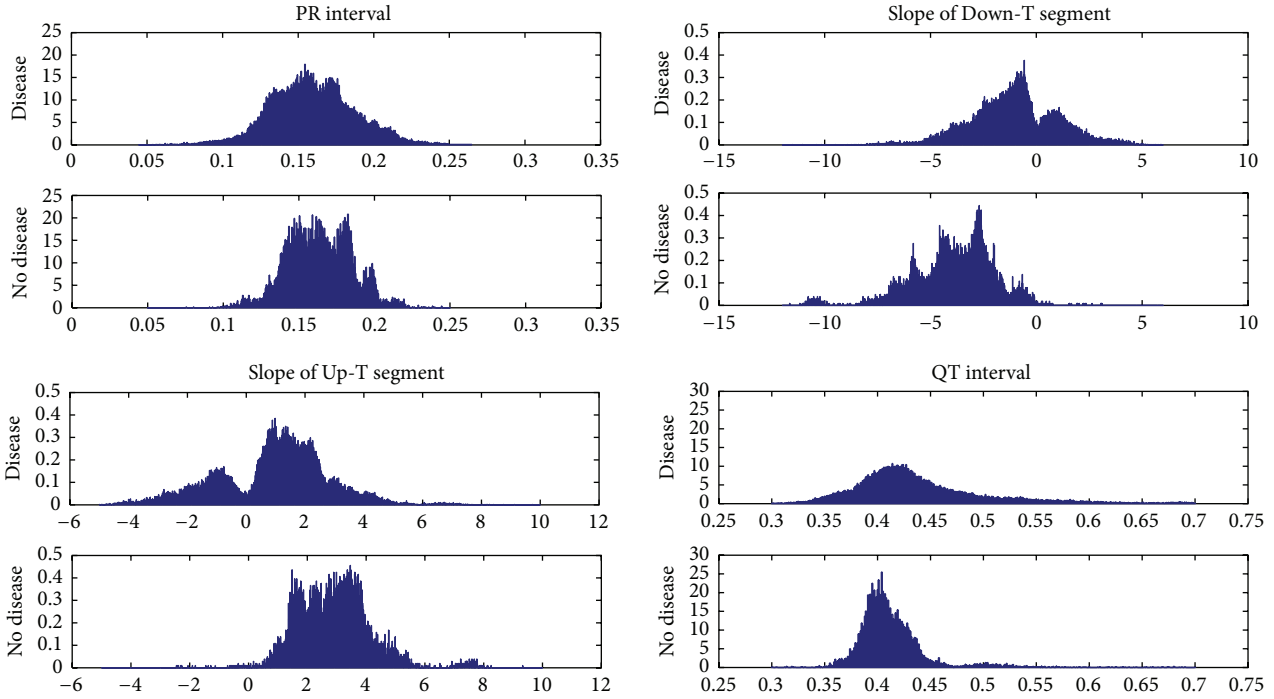 PR interval
Disease
25
20
15
10
5
0
0 0.05 0.1 0.15 0.2 0.25 0.3 0.35
No disease
25
20
15
10
5
0
0 0.05 0.1 0.15 0.2 0.25 0.3 0.35
Slope of Down-T segment
Disease
0.5
0.4
0.3
0.2
0.1
0
−15 −10 −5 0 5 10
No disease
0.5
0.4
0.3
0.2
0.1
0
−15 −10 −5 0 5 10
Slope of Up-T segment
Disease
0.5
0.4
0.3
0.2
0.1
0
−6 −4 −2 0 2 4 6 8 10 12
No disease
0.5
0.4
0.3
0.2
0.1
0
−6 −4 −2 0 2 4 6 8 10 12
QT interval
Disease
30
25
20
15
10
5
0
0.25 0.3 0.35 0.4 0.45 0.5 0.55 0.6 0.65 0.7 0.75
No disease
30
25
20
15
10
5
0
0.25 0.3 0.35 0.4 0.45 0.5 0.55 0.6 0.65 0.7 0.75